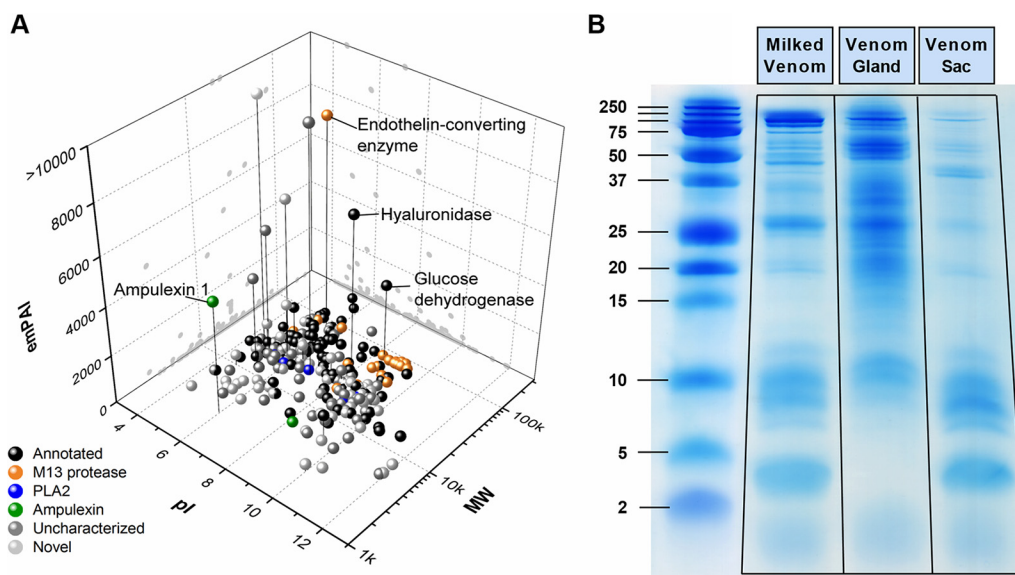 A
>10000
8000
6000
4000
2000
0
emPAI
Endothelin-converting
enzyme
Hyaluronidase
Glucose
dehydrogenase
Ampulexin 1
4
6
8
10
12
pI
1k
10k
100k
MW
Annotated
M13 protease
PLA2
Ampulexin
Uncharacterized
Novel
B
Milked
Venom
Venom
Gland
Venom
Sac
250
75
50
37
25
20
15
10
5
2